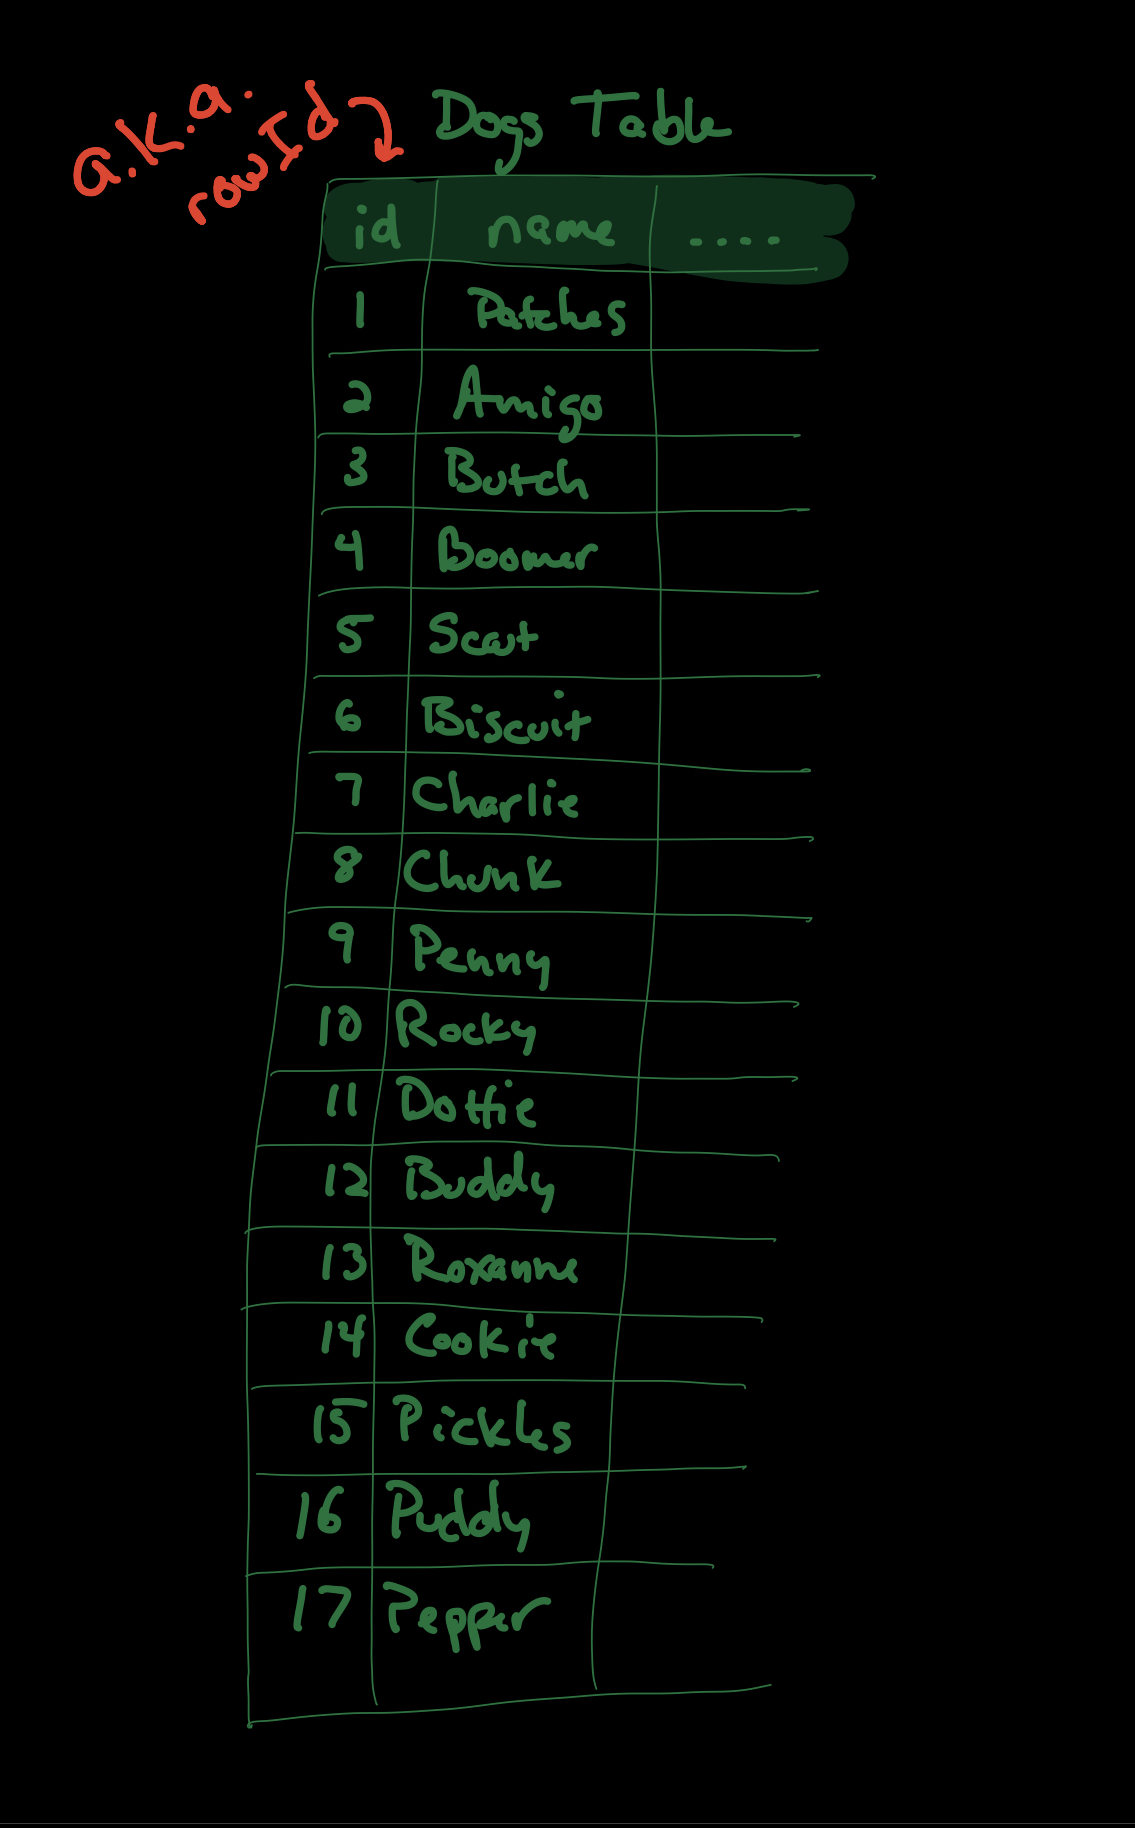 a.k.a.
rowId
Dogs Table
id name ....
1 Patches
2 Amigo
3 Butch
4 Boomer
5 Scout
6 Biscuit
7 Charlie
8 Chunk
9 Penny
10 Rocky
11 Dottie
12 Buddy
13 Roxanne
14 Cookie
15 Pickles
16 Puddy
17 Pepper